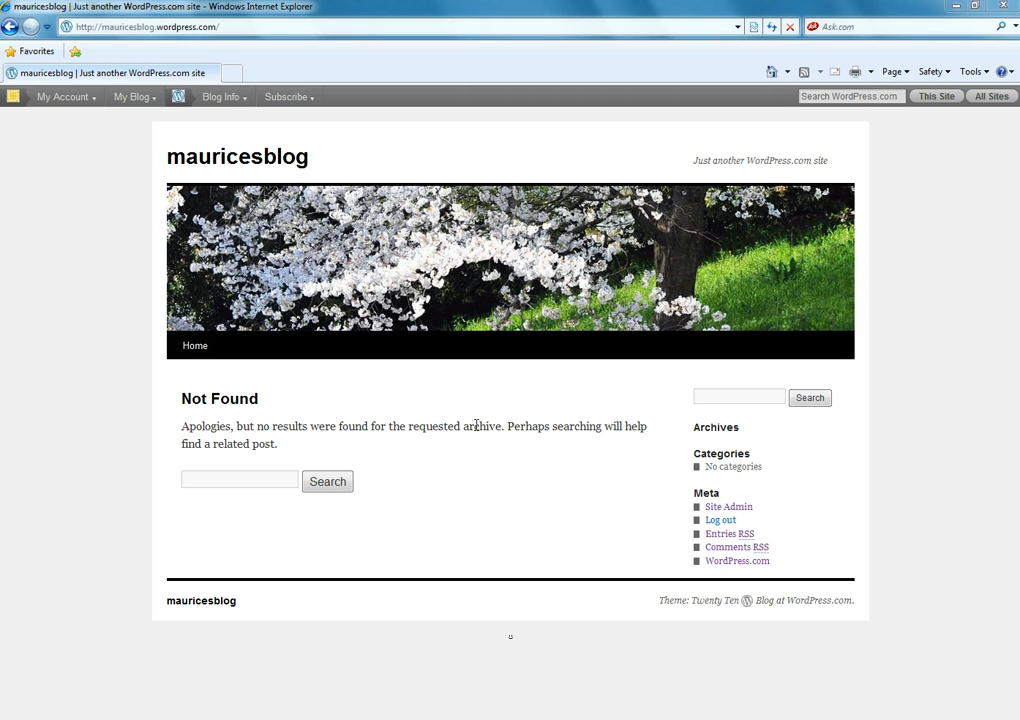 mauricesblog | Just another WordPress.com site - Windows Internet Explorer
http://mauricesblog.wordpress.com/
Ask.com
Favorites
mauricesblog | Just another WordPress.com site
Page
Safety
Tools
My Account
My Blog
Blog Info
Subscribe
Search WordPress.com
This Site
All Sites
mauricesblog
Just another WordPress.com site
Home
Not Found
Apologies, but no results were found for the requested archive. Perhaps searching will help
find a related post.
Search
Search
Archives
Categories
No categories
Meta
Site Admin
Log out
Entries RSS
Comments RSS
WordPress.com
mauricesblog
Theme: Twenty Ten Blog at WordPress.com.